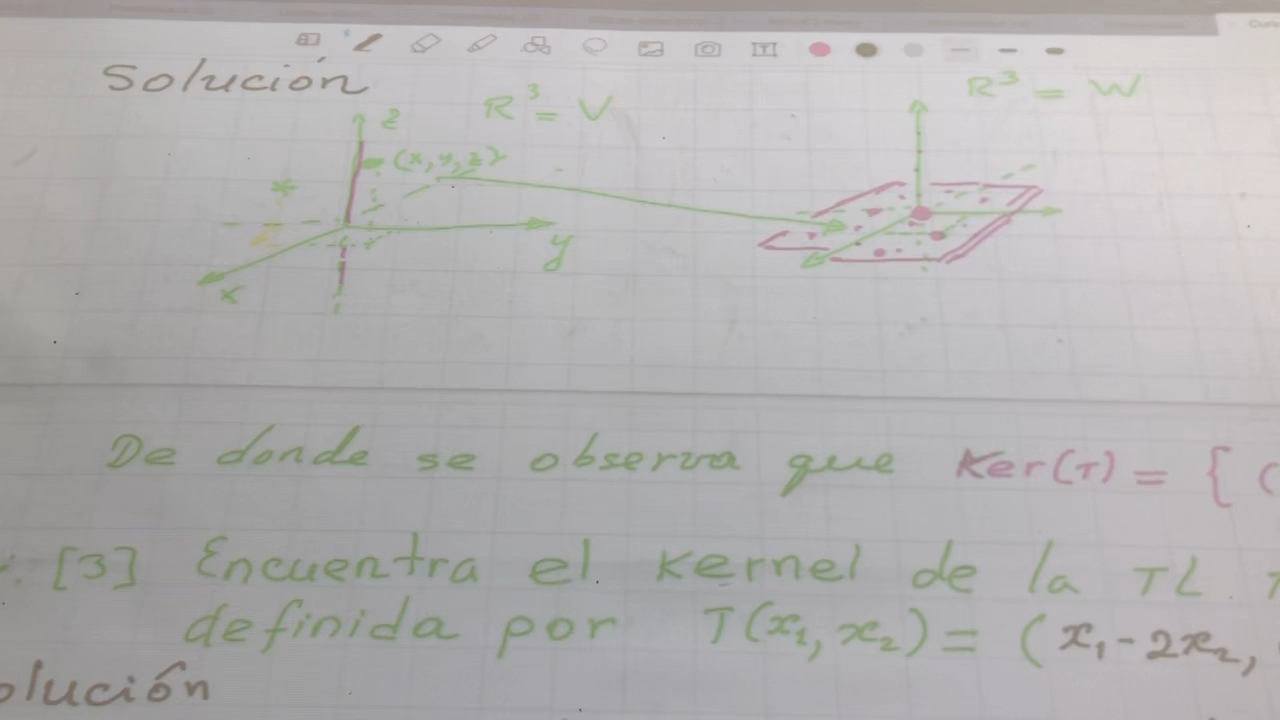 Solución
R³ = V
R³ = W
z
(x, y, z)
y
x
De donde se observa que Ker(T) = { (
[3] Encuentra el Kernel de la TL T
definida por T(x₁, x₂) = (x₁ - 2x₂,
olución